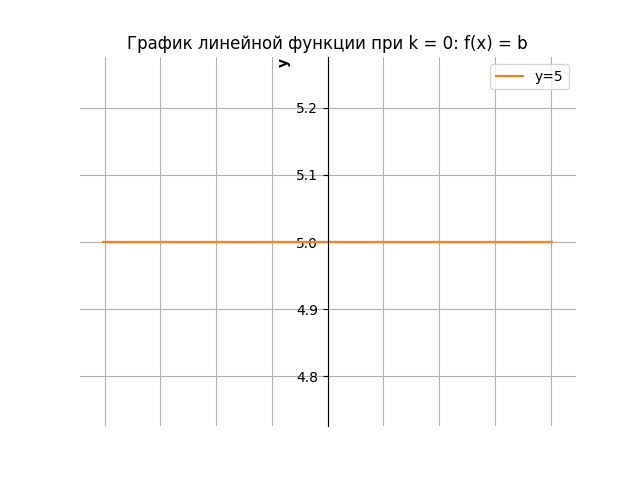 График линейной функции при k = 0: f(x) = b
y
y=5
5.2
5.1
5.0
4.9
4.8